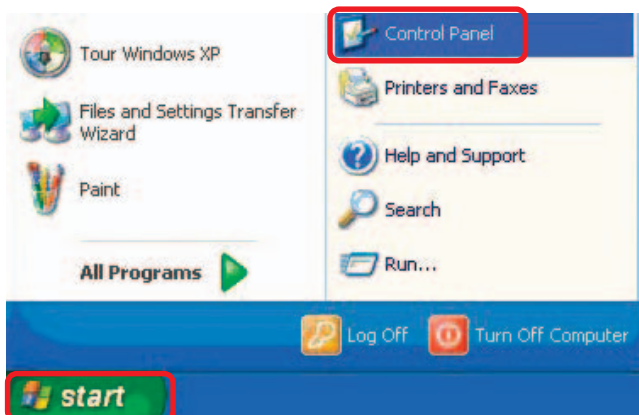 Tour Windows XP
Files and Settings Transfer
Wizard
Paint
All Programs
Control Panel
Printers and Faxes
Help and Support
Search
Run...
Log Off
Turn Off Computer
start